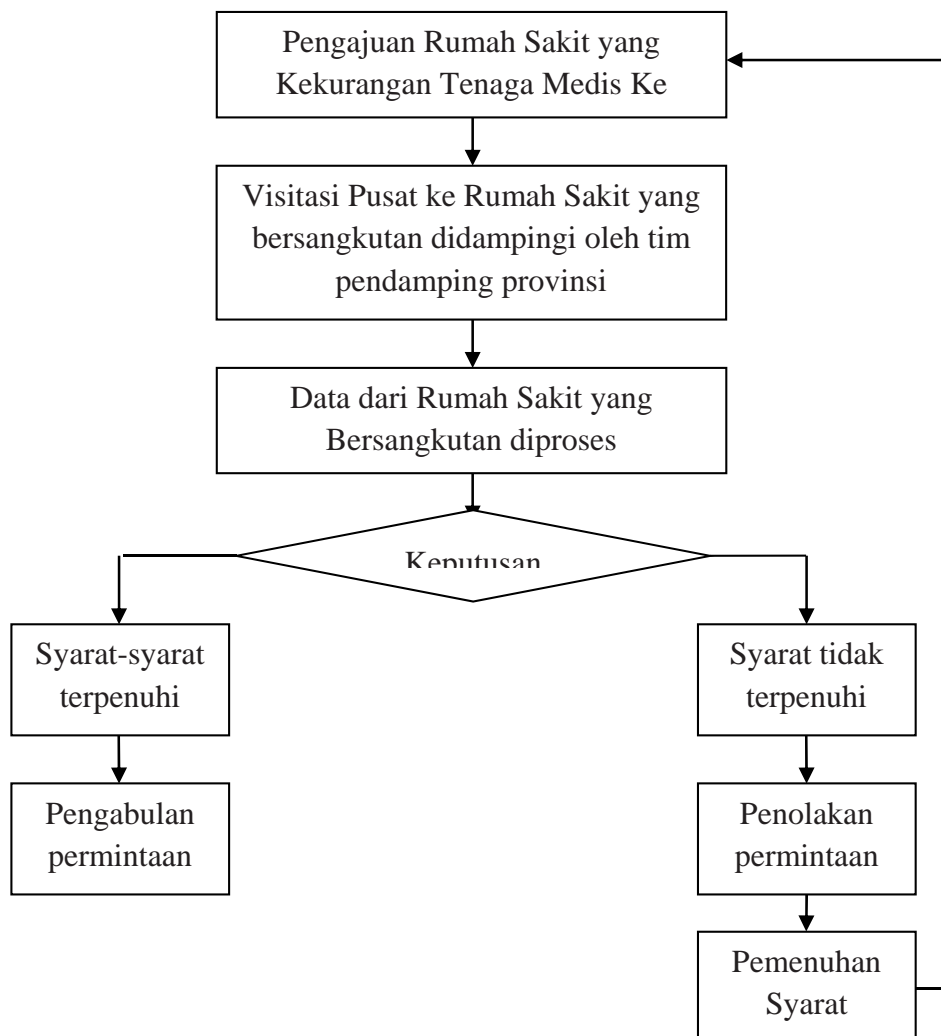 Pengajuan Rumah Sakit yang
Kekurangan Tenaga Medis Ke
Visitasi Pusat ke Rumah Sakit yang
bersangkutan didampingi oleh tim
pendamping provinsi
Data dari Rumah Sakit yang
Bersangkutan diproses
Keputusan
Syarat-syarat
terpenuhi
Syarat tidak
terpenuhi
Pengabulan
permintaan
Penolakan
permintaan
Pemenuhan
Syarat